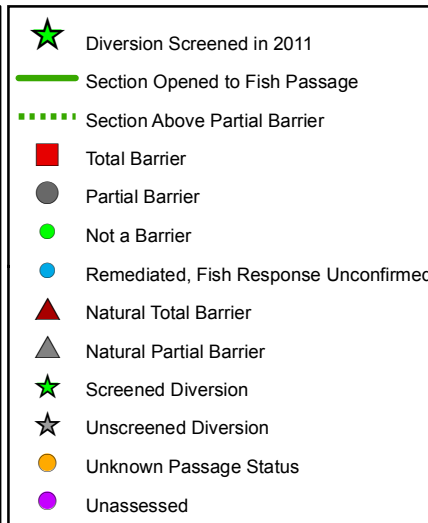 Diversion Screened in 2011
Section Opened to Fish Passage
Section Above Partial Barrier
Total Barrier
Partial Barrier
Not a Barrier
Remediated, Fish Response Unconfirmed
Natural Total Barrier
Natural Partial Barrier
Screened Diversion
Unscreened Diversion
Unknown Passage Status
Unassessed